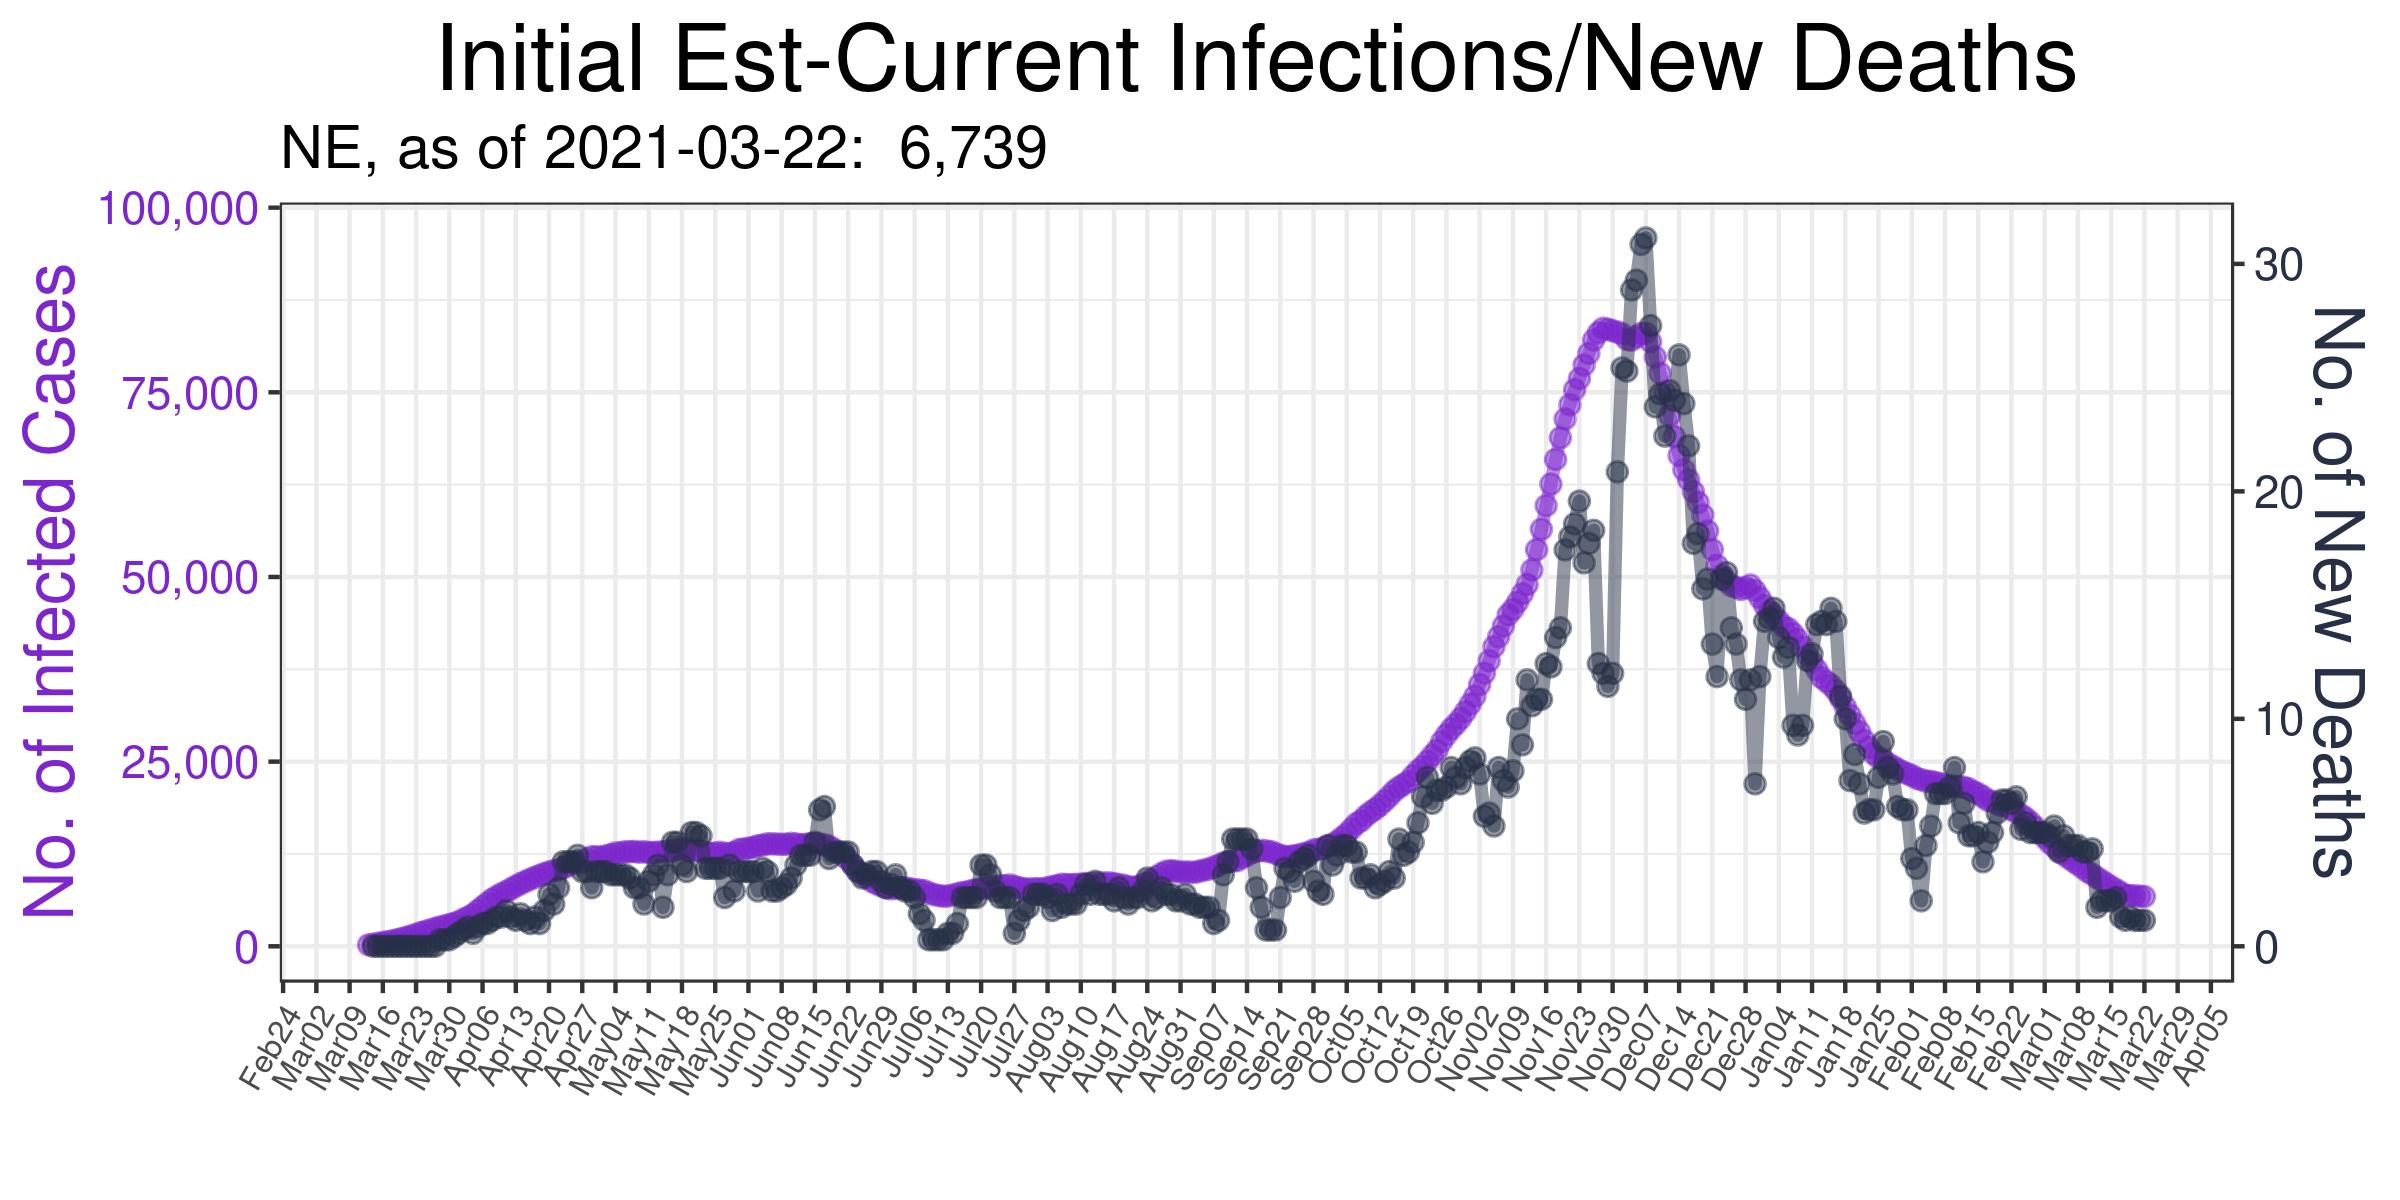 Initial Est-Current Infections/New Deaths
NE, as of 2021-03-22:  6,739
No. of Infected Cases
100,000
75,000
50,000
25,000
0
30
20
10
0
No. of New Deaths
Feb24
Mar02
Mar09
Mar16
Mar23
Mar30
Apr06
Apr13
Apr20
Apr27
May04
May11
May18
May25
Jun01
Jun08
Jun15
Jun22
Jun29
Jul06
Jul13
Jul20
Jul27
Aug03
Aug10
Aug17
Aug24
Aug31
Sep07
Sep14
Sep21
Sep28
Oct05
Oct12
Oct19
Oct26
Nov02
Nov09
Nov16
Nov23
Nov30
Dec07
Dec14
Dec21
Dec28
Jan04
Jan11
Jan18
Jan25
Feb01
Feb08
Feb15
Feb22
Mar01
Mar08
Mar15
Mar22
Mar29
Apr05